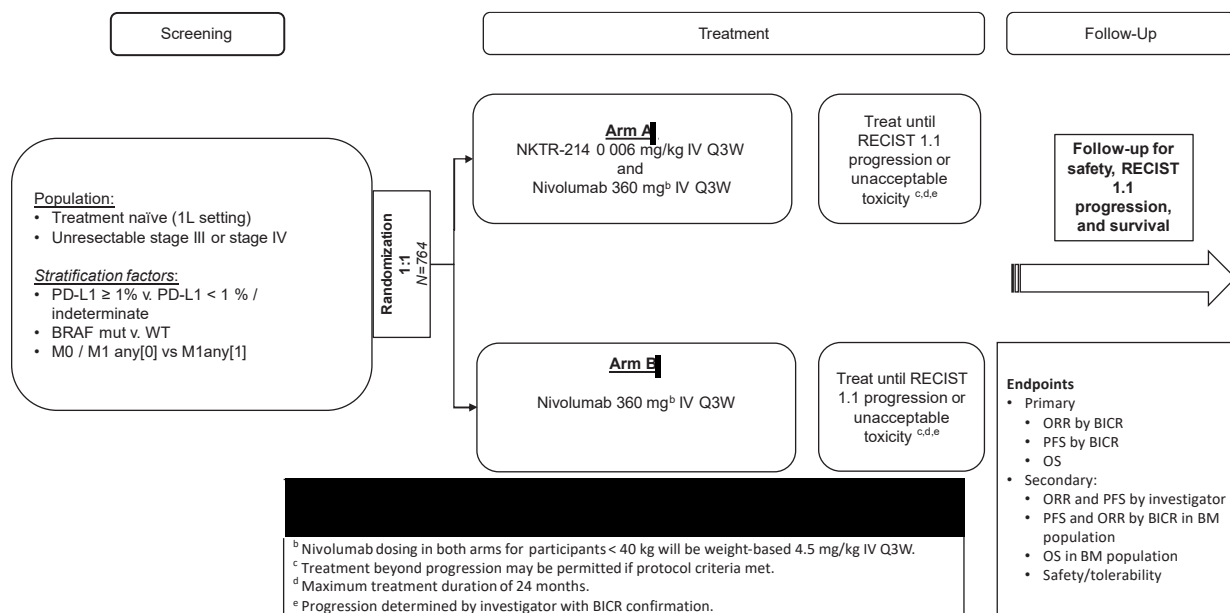 Screening
Treatment
Follow-Up
Population:
• Treatment naïve (1L setting)
• Unresectable stage III or stage IV
Stratification factors:
• PD-L1 ≥ 1% v. PD-L1 < 1 % /
indeterminate
• BRAF mut v. WT
• M0 / M1 any[0] vs M1any[1]
Randomization
1:1
N=764
Arm A
NKTR-214 0 006 mg/kg IV Q3W
and
Nivolumab 360 mgᵇ IV Q3W
Treat until
RECIST 1.1
progression or
unacceptable
toxicity ᶜ,ᵈ,ᵉ
Follow-up for
safety, RECIST
1.1
progression,
and survival
Arm B
Nivolumab 360 mgᵇ IV Q3W
Treat until RECIST
1.1 progression or
unacceptable
toxicity ᶜ,ᵈ,ᵉ
Endpoints
• Primary
• ORR by BICR
• PFS by BICR
• OS
• Secondary:
• ORR and PFS by investigator
• PFS and ORR by BICR in BM
population
• OS in BM population
• Safety/tolerability
ᵇ Nivolumab dosing in both arms for participants < 40 kg will be weight-based 4.5 mg/kg IV Q3W.
ᶜ Treatment beyond progression may be permitted if protocol criteria met.
ᵈ Maximum treatment duration of 24 months.
ᵉ Progression determined by investigator with BICR confirmation.